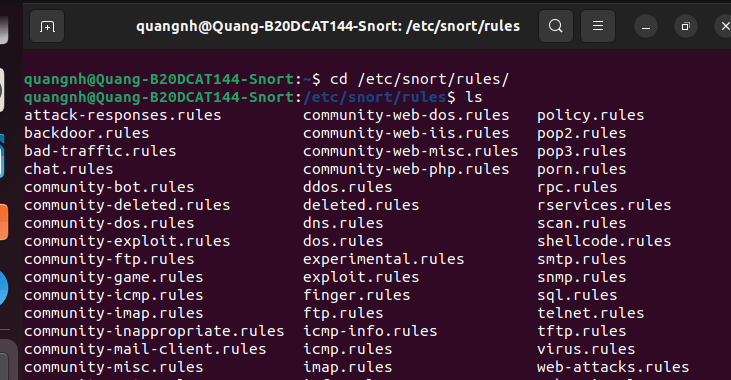 quangnh@Quang-B20DCAT144-Snort: /etc/snort/rules
quangnh@Quang-B20DCAT144-Snort:~$ cd /etc/snort/rules/
quangnh@Quang-B20DCAT144-Snort:/etc/snort/rules$ ls
attack-responses.rules community-web-dos.rules policy.rules
backdoor.rules community-web-iis.rules pop2.rules
bad-traffic.rules community-web-misc.rules pop3.rules
chat.rules community-web-php.rules porn.rules
community-bot.rules ddos.rules rpc.rules
community-deleted.rules deleted.rules rservices.rules
community-dos.rules dns.rules scan.rules
community-exploit.rules dos.rules shellcode.rules
community-ftp.rules experimental.rules smtp.rules
community-game.rules exploit.rules snmp.rules
community-icmp.rules finger.rules sql.rules
community-imap.rules ftp.rules telnet.rules
community-inappropriate.rules icmp-info.rules tftp.rules
community-mail-client.rules icmp.rules virus.rules
community-misc.rules imap.rules web-attacks.rules